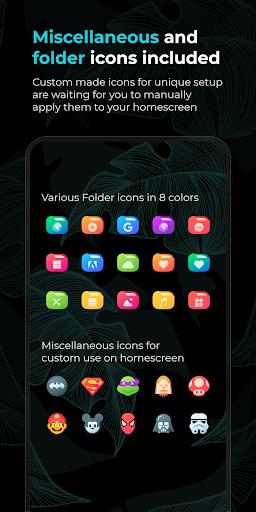 Miscellaneous and
folder icons included
Custom made icons for unique setup
are waiting for you to manually
apply them to your homescreen
Various Folder icons in 8 colors
Miscellaneous icons for
custom use on homescreen